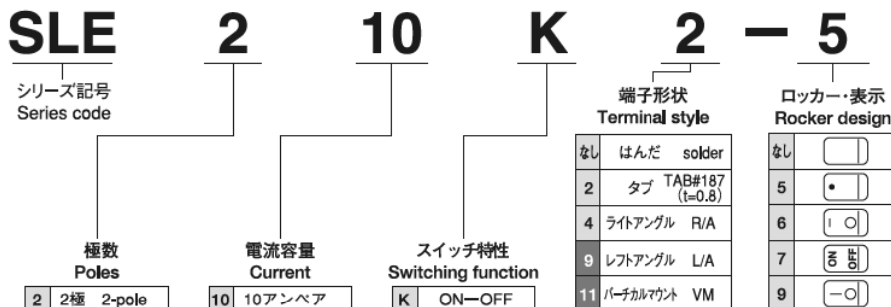 SLE 2 10 K 2 - 5
シリーズ記号
Series code
端子形状
Terminal style
ロッカー・表示
Rocker design
なし はんだ solder
2 タブ TAB#187
(t=0.8)
4 ライトアングル R/A
9 レフトアングル L/A
11 バーチカルマウント VM
なし
5
6 I O
7 ON OFF
9 – O
極数
Poles
2 2極 2-pole
電流容量
Current
10 10アンペア
スイッチ特性
Switching function
K ON—OFF